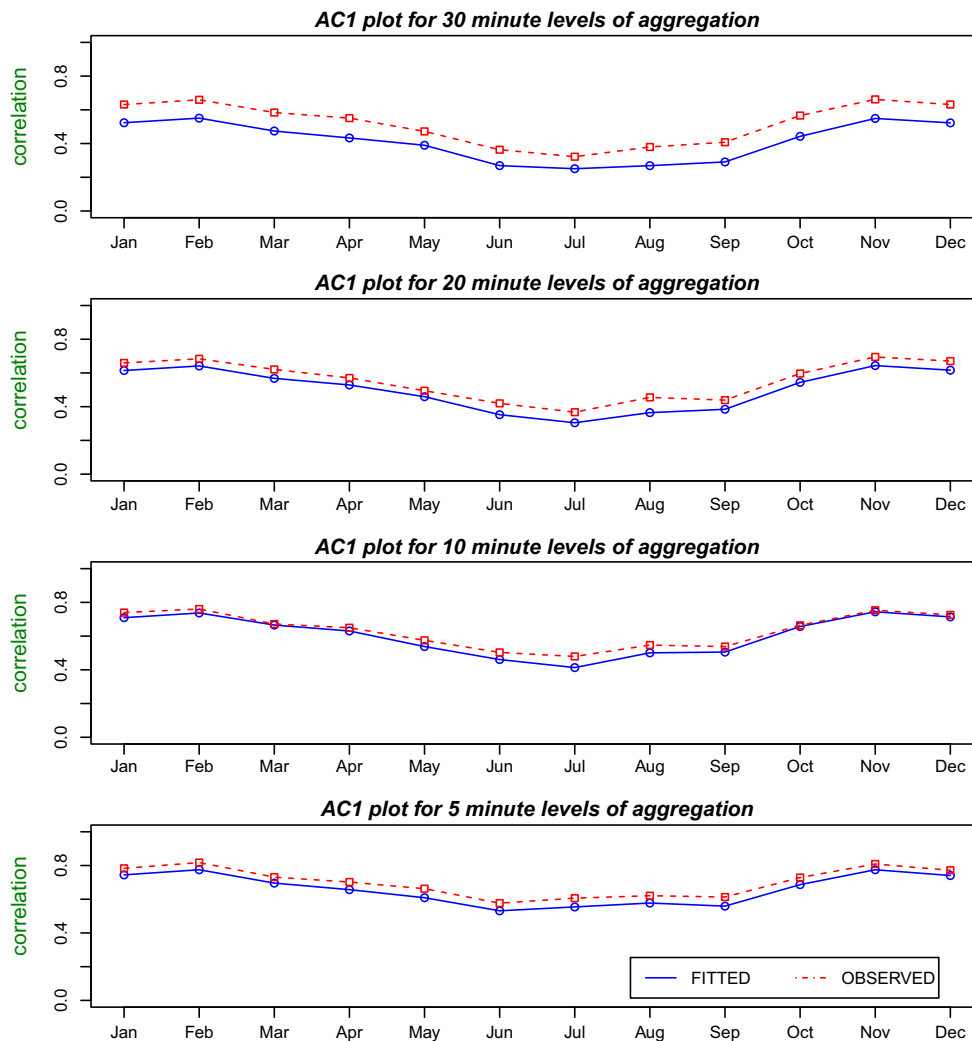 AC1 plot for 30 minute levels of aggregation
correlation
0.8
0.4
0.0
Jan Feb Mar Apr May Jun Jul Aug Sep Oct Nov Dec
AC1 plot for 20 minute levels of aggregation
correlation
0.8
0.4
0.0
Jan Feb Mar Apr May Jun Jul Aug Sep Oct Nov Dec
AC1 plot for 10 minute levels of aggregation
correlation
0.8
0.4
0.0
Jan Feb Mar Apr May Jun Jul Aug Sep Oct Nov Dec
AC1 plot for 5 minute levels of aggregation
correlation
0.8
0.4
0.0
FITTED OBSERVED
Jan Feb Mar Apr May Jun Jul Aug Sep Oct Nov Dec